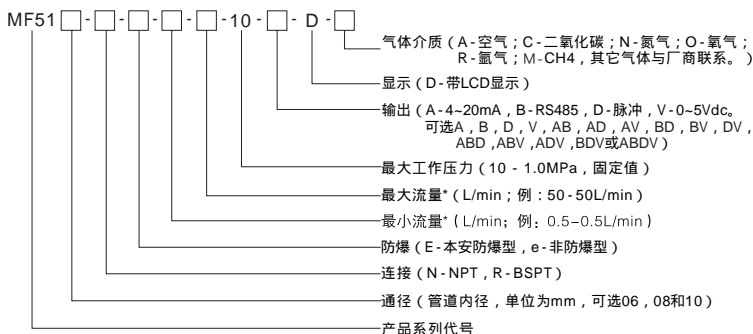 MF51□-□-□-□-□-10-□-D-□
气体介质（A-空气；C-二氧化碳；N-氮气；O-氧气；
R-氩气；M-CH4，其它气体与厂商联系。）
显示（D-带LCD显示）
输出（A-4~20mA，B-RS485，D-脉冲，V-0~5Vdc。
可选A，B，D，V，AB，AD，AV，BD，BV，DV，
ABD，ABV，ADV，BDV或ABDV）
最大工作压力（10 - 1.0MPa，固定值）
最大流量*（L/min；例：50-50L/min）
最小流量*（L/min；例：0.5–0.5L/min）
防爆（E-本安防爆型，e-非防爆型）
连接（N-NPT，R-BSPT）
通径（管道内径，单位为mm，可选06，08和10）
产品系列代号